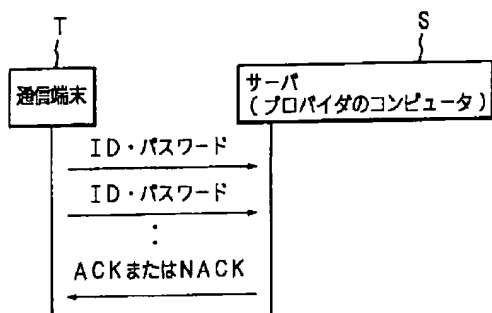 T
S
通信端末
サーバ
(プロバイダのコンピュータ)
ID・パスワード
ID・パスワード
:
ACKまたはNACK